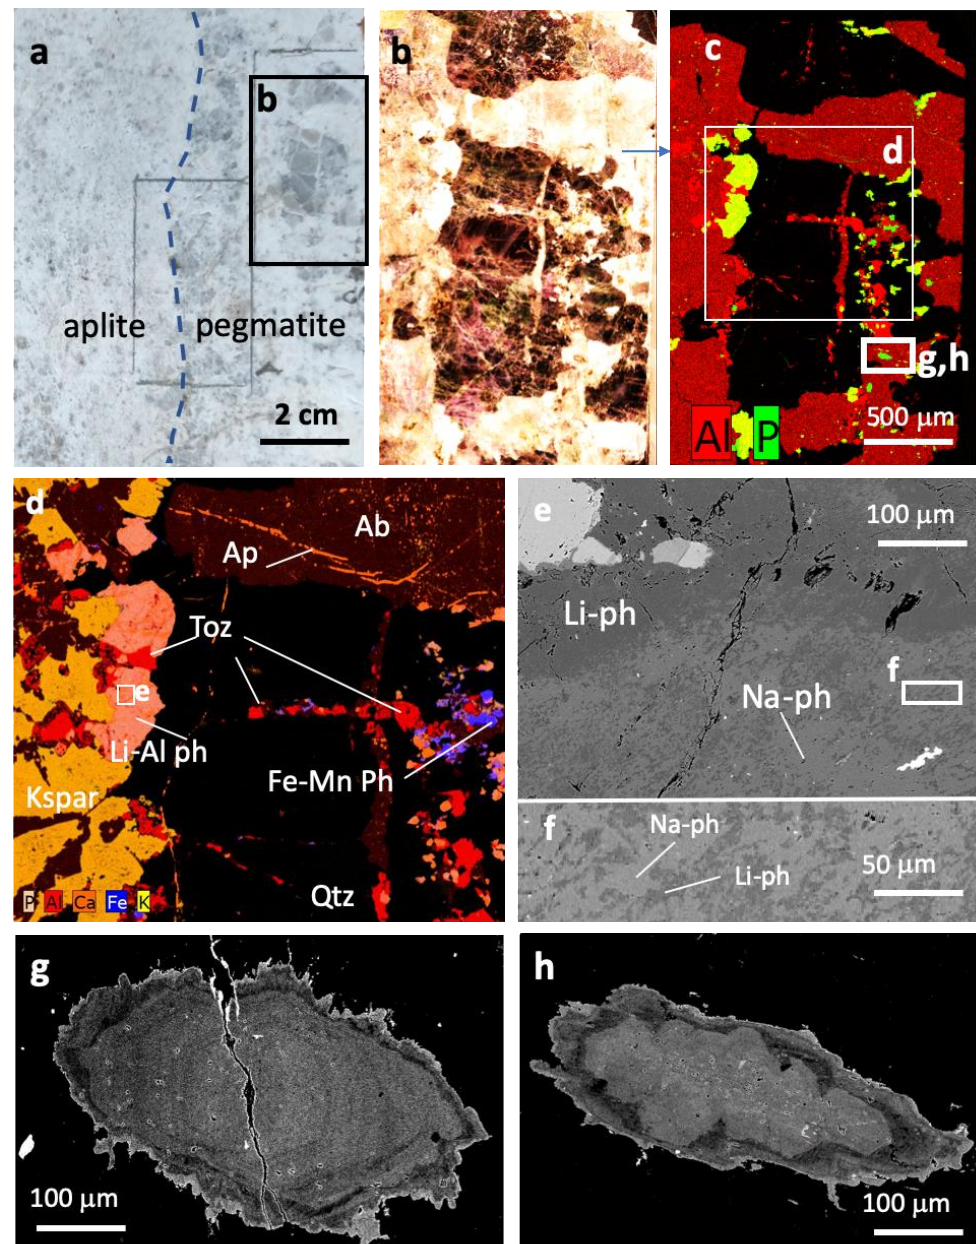 a
b
aplite
pegmatite
2 cm
b
c
d
g,h
Al
P
500 μm
d
Ab
Ap
Toz
e
Li-Al ph
Fe-Mn Ph
Kspar
Qtz
P Al Ca Fe K
e
100 μm
Li-ph
f
Na-ph
f
Na-ph
Li-ph
50 μm
g
100 μm
h
100 μm